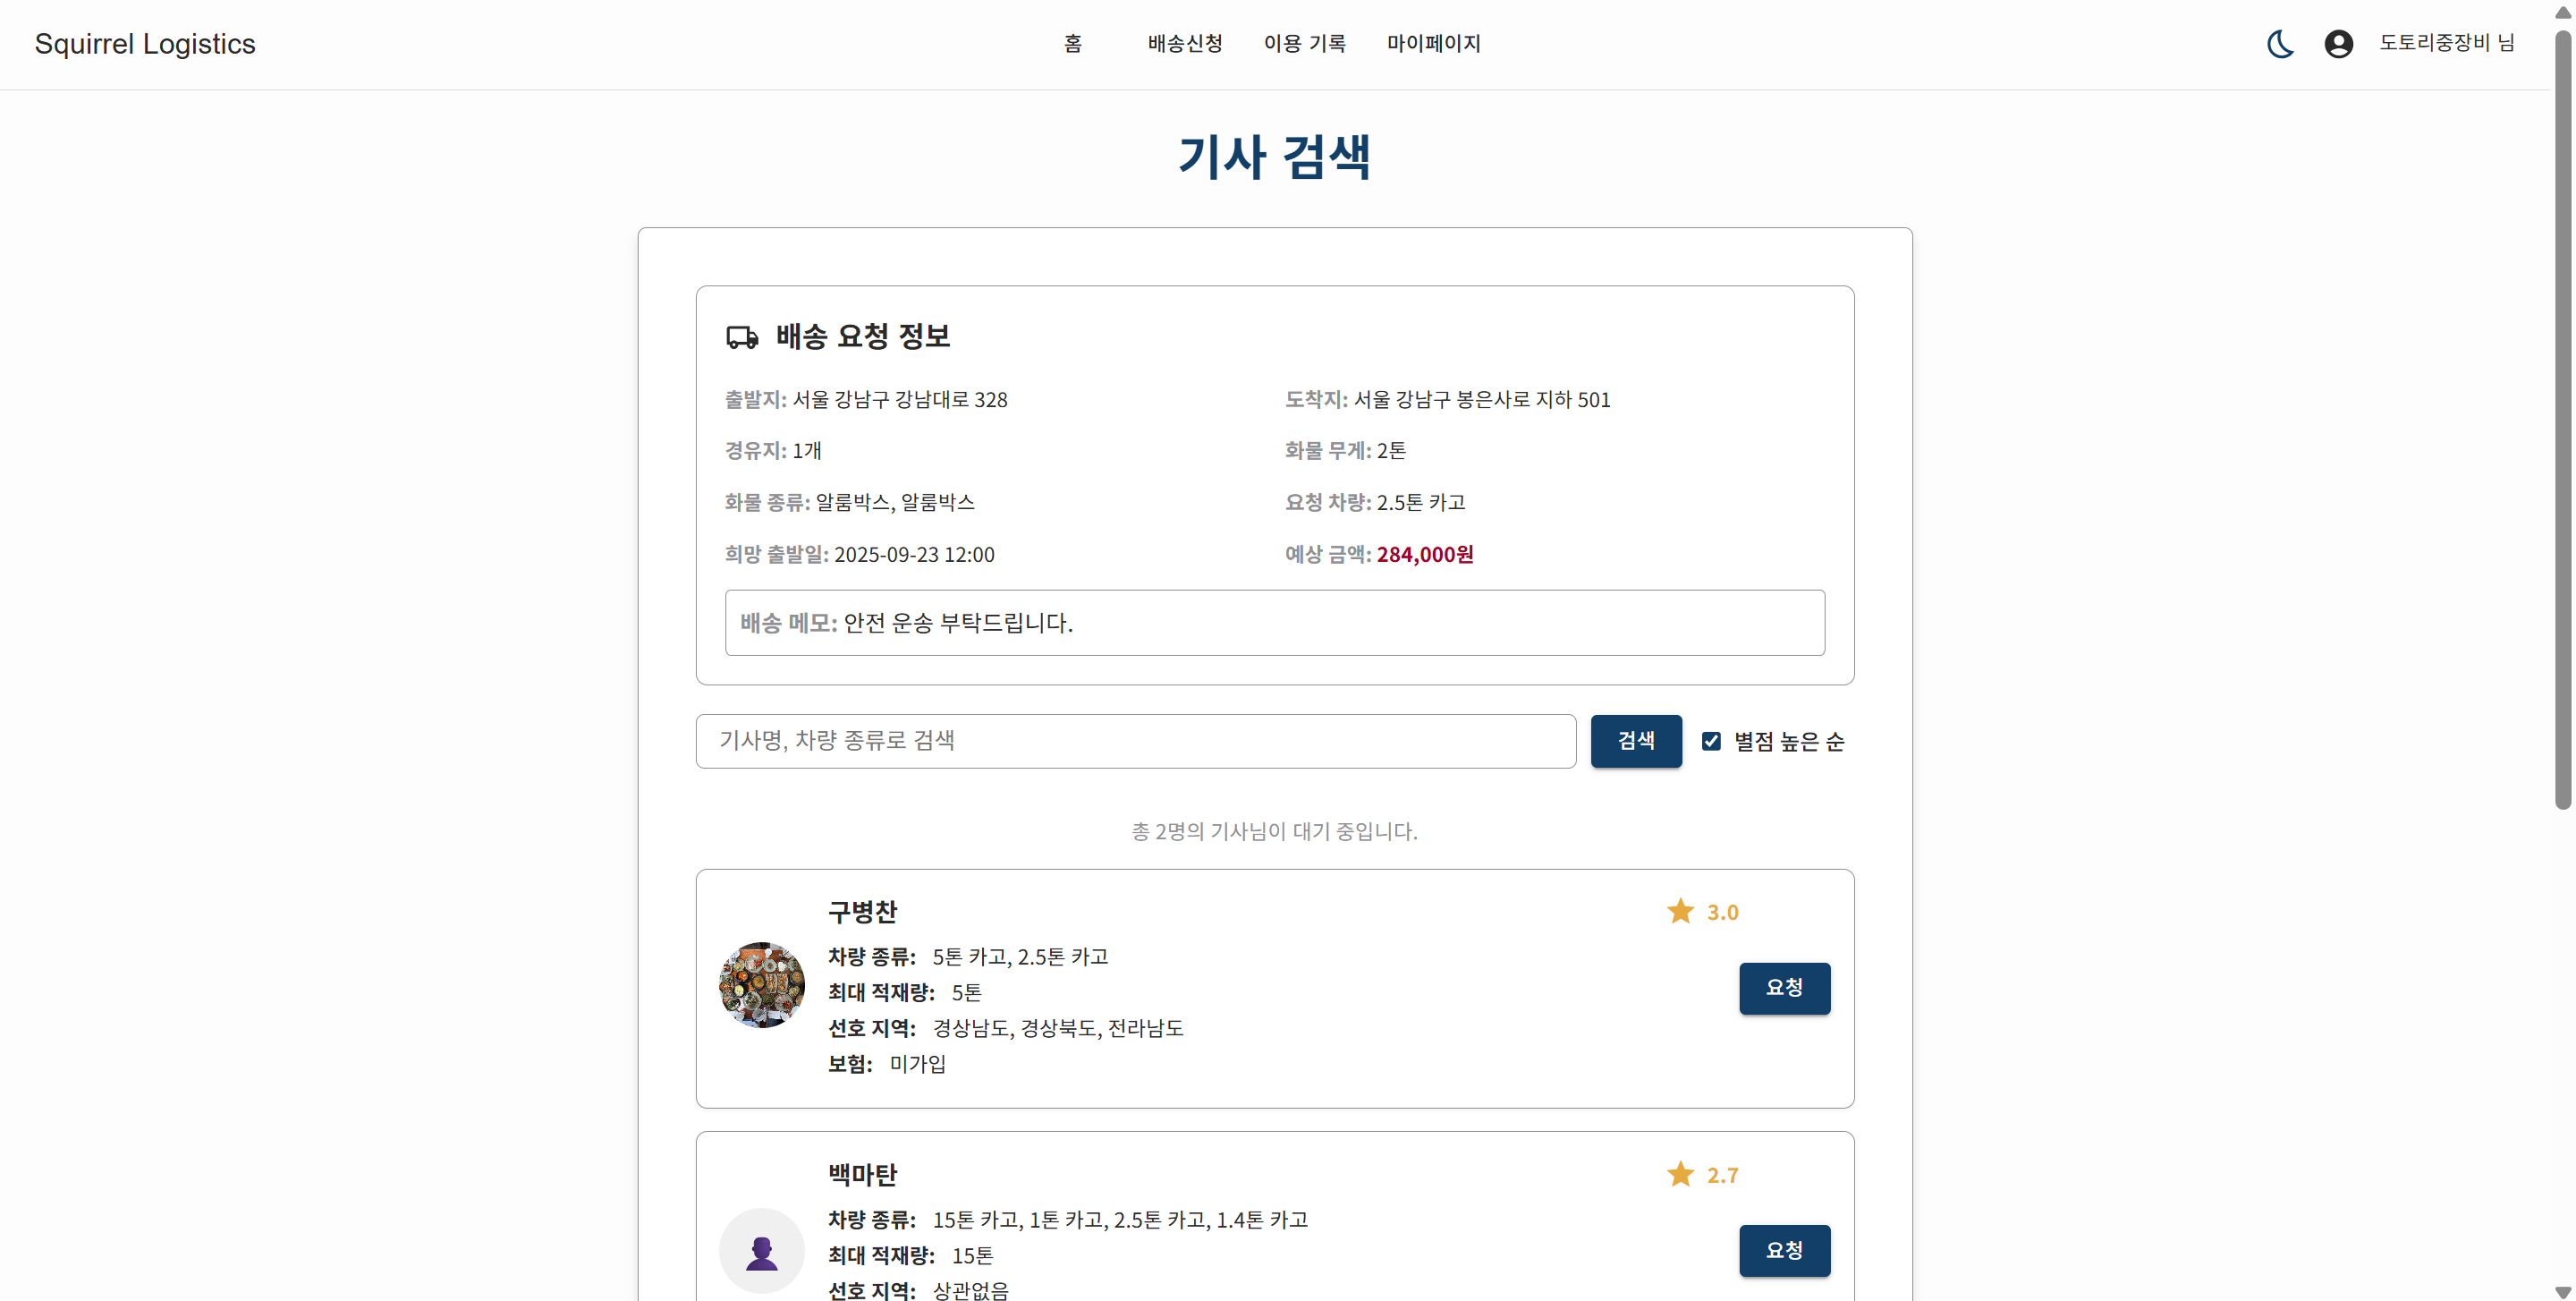 Squirrel Logistics
홈 배송신청 이용 기록 마이페이지
도토리중장비 님
기사 검색
배송 요청 정보
출발지: 서울 강남구 강남대로 328
도착지: 서울 강남구 봉은사로 지하 501
경유지: 1개
화물 무게: 2톤
화물 종류: 알룸박스, 알룸박스
요청 차량: 2.5톤 카고
희망 출발일: 2025-09-23 12:00
예상 금액: 284,000원
배송 메모: 안전 운송 부탁드립니다.
기사명, 차량 종류로 검색
검색
별점 높은 순
총 2명의 기사님이 대기 중입니다.
구병찬
3.0
차량 종류: 5톤 카고, 2.5톤 카고
최대 적재량: 5톤
선호 지역: 경상남도, 경상북도, 전라남도
보험: 미가입
요청
백마탄
2.7
차량 종류: 15톤 카고, 1톤 카고, 2.5톤 카고, 1.4톤 카고
최대 적재량: 15톤
선호 지역: 상관없음
요청